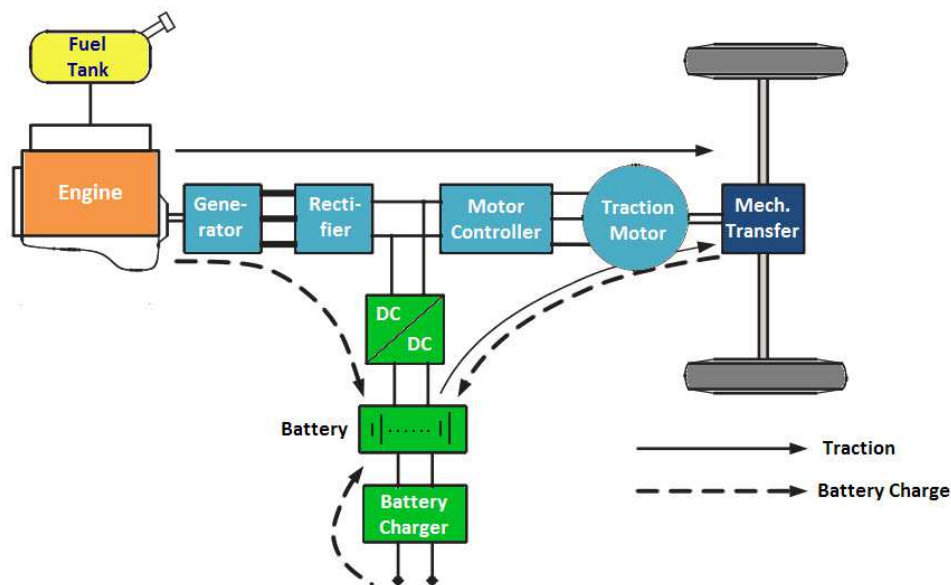 Fuel
Tank
Engine
Gene-
rator
Recti-
fier
Motor
Controller
Traction
Motor
Mech.
Transfer
DC
DC
Battery
Traction
Battery Charge
Battery
Charger